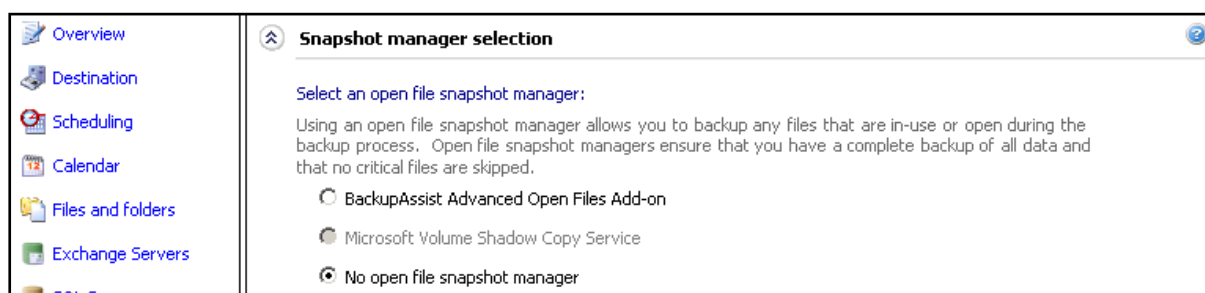 Overview
Destination
Scheduling
Calendar
Files and folders
Exchange Servers
Snapshot manager selection
Select an open file snapshot manager:
Using an open file snapshot manager allows you to backup any files that are in-use or open during the
backup process. Open file snapshot managers ensure that you have a complete backup of all data and
that no critical files are skipped.
BackupAssist Advanced Open Files Add-on
Microsoft Volume Shadow Copy Service
No open file snapshot manager